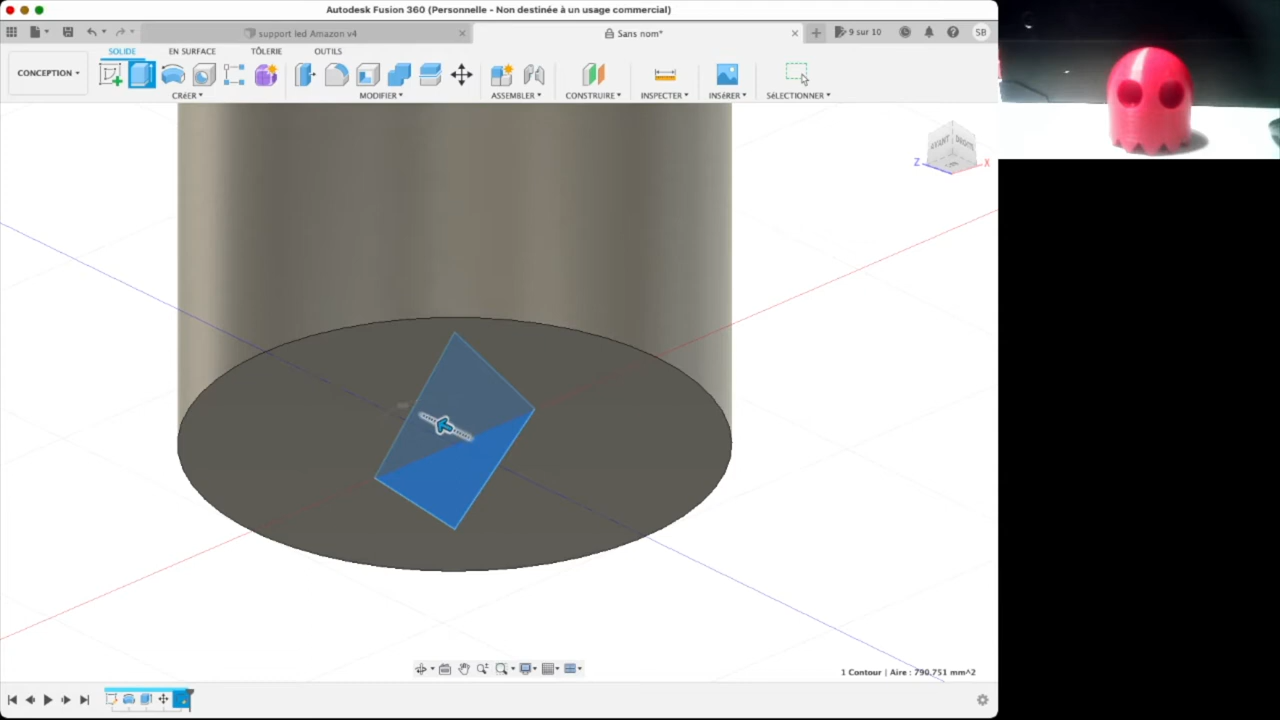 Autodesk Fusion 360 (Personnelle - Non destinée à un usage commercial)
support led Amazon v4
Sans nom*
9 sur 10
SB
CONCEPTION
SOLIDE
EN SURFACE
TÔLERIE
OUTILS
CRÉER
MODIFIER
ASSEMBLER
CONSTRUIRE
INSPECTER
INSÉRER
SÉLECTIONNER
AVANT
DROITE
Z
X
1 Contour | Aire : 790.751 mm^2